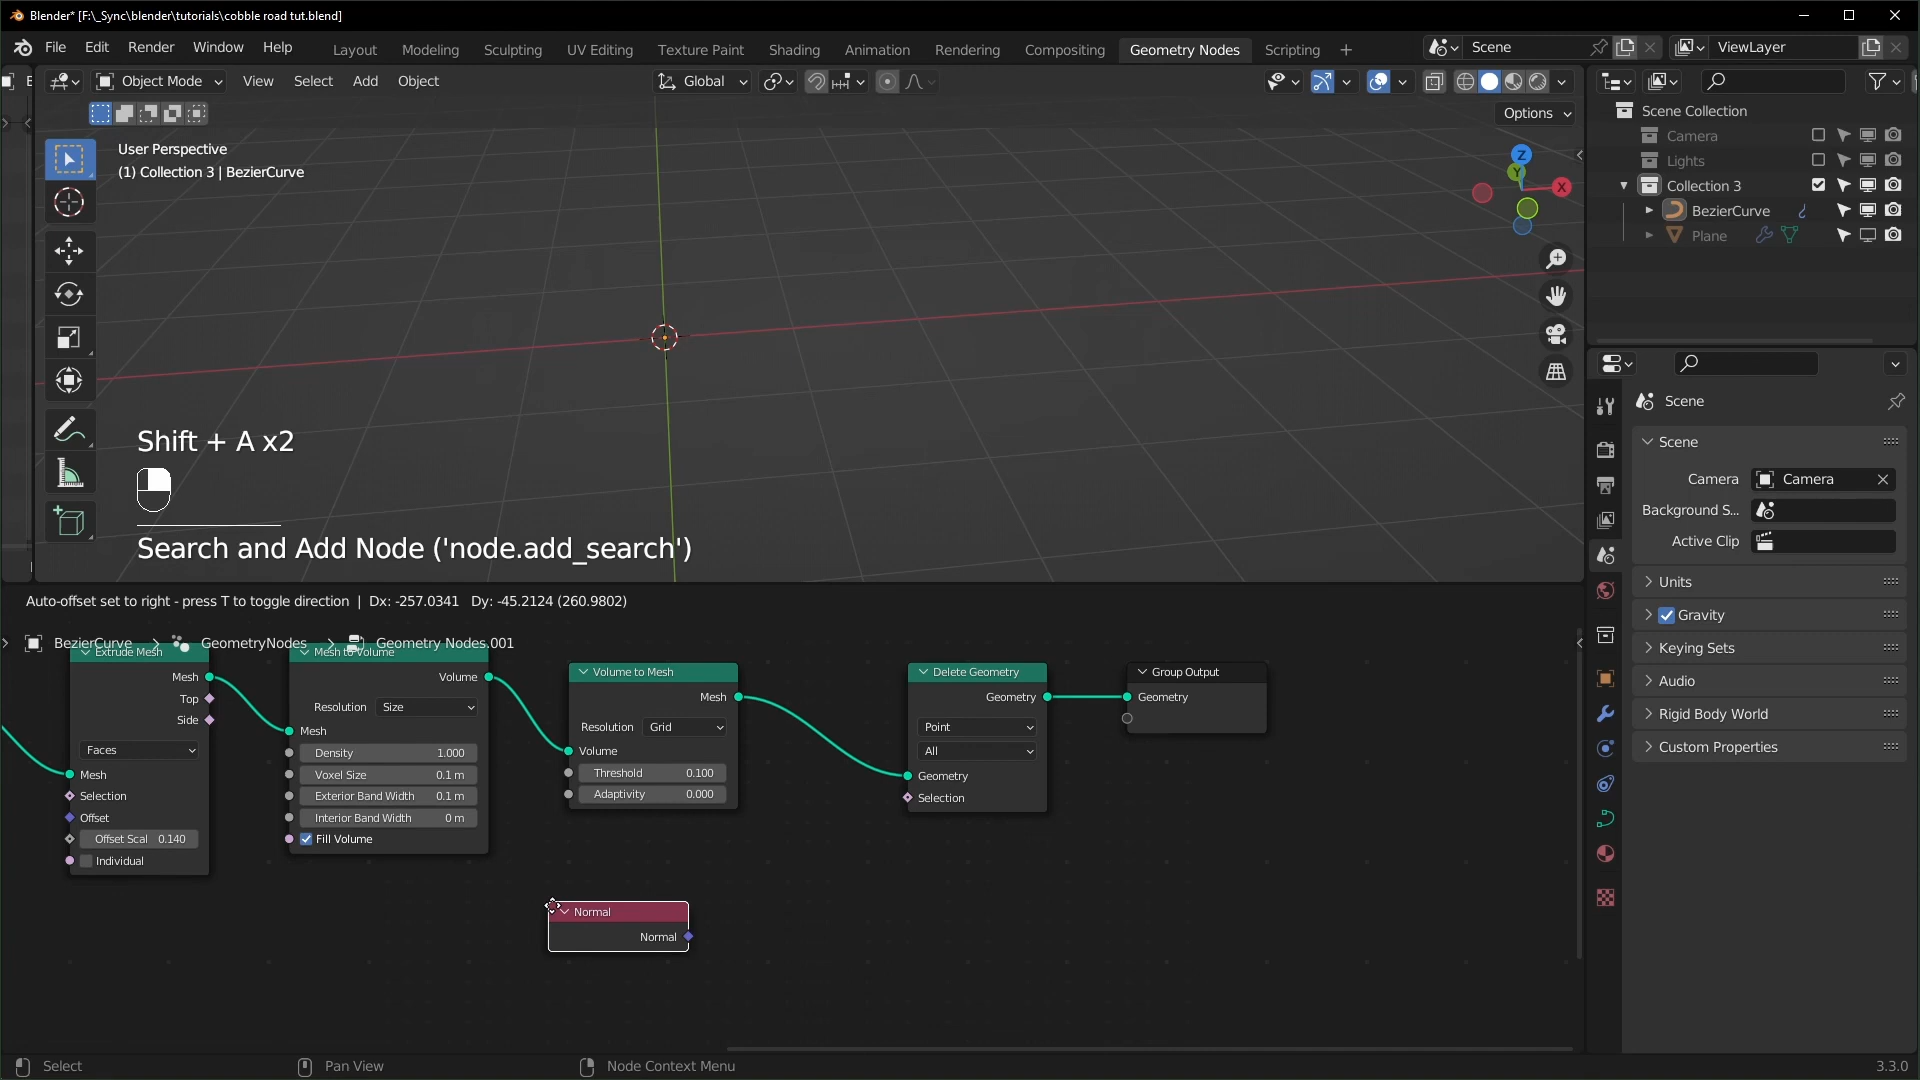 Blender* [F:\_Sync\blender\tutorials\cobble road tut.blend]
File Edit Render Window Help
Layout Modeling Sculpting UV Editing Texture Paint Shading Animation Rendering Compositing Geometry Nodes Scripting +
Scene
ViewLayer
Object Mode View Select Add Object
Global
Options
User Perspective
(1) Collection 3 | BezierCurve
Z
Y
X
Shift + A x2
Search and Add Node ('node.add_search')
Scene Collection
Camera
Lights
Collection 3
BezierCurve
Plane
Scene
Scene
Camera Camera
Background S...
Active Clip
Units
Gravity
Keying Sets
Audio
Rigid Body World
Custom Properties
Auto-offset set to right - press T to toggle direction | Dx: -257.0341 Dy: -45.2124 (260.9802)
BezierCurve > GeometryNodes > Geometry Nodes.001
Extrude Mesh
Mesh
Top
Side
Faces
Mesh
Selection
Offset
Offset Scal 0.140
Individual
Mesh to Volume
Volume
Resolution Size
Mesh
Density 1.000
Voxel Size 0.1 m
Exterior Band Width 0.1 m
Interior Band Width 0 m
Fill Volume
Volume to Mesh
Mesh
Resolution Grid
Volume
Threshold 0.100
Adaptivity 0.000
Delete Geometry
Geometry
Point
All
Geometry
Selection
Group Output
Geometry
Normal
Normal
Select
Pan View
Node Context Menu
3.3.0